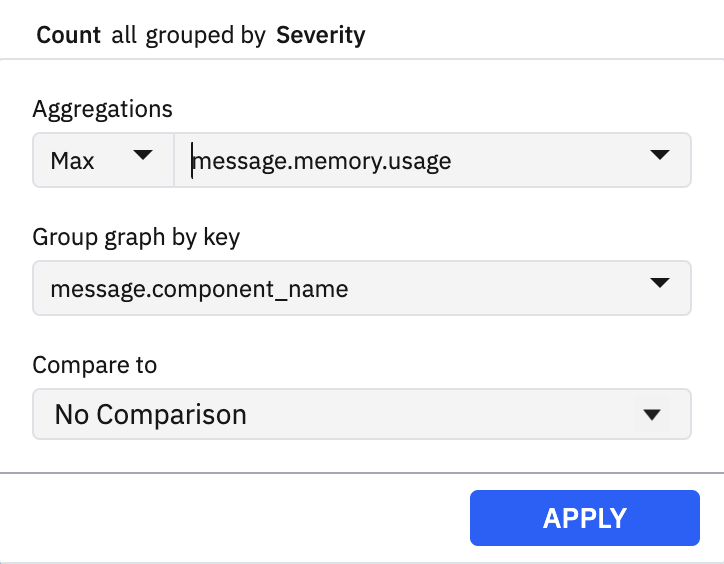 Count all grouped by Severity
Aggregations
Max message.memory.usage
Group graph by key
message.component_name
Compare to
No Comparison
APPLY